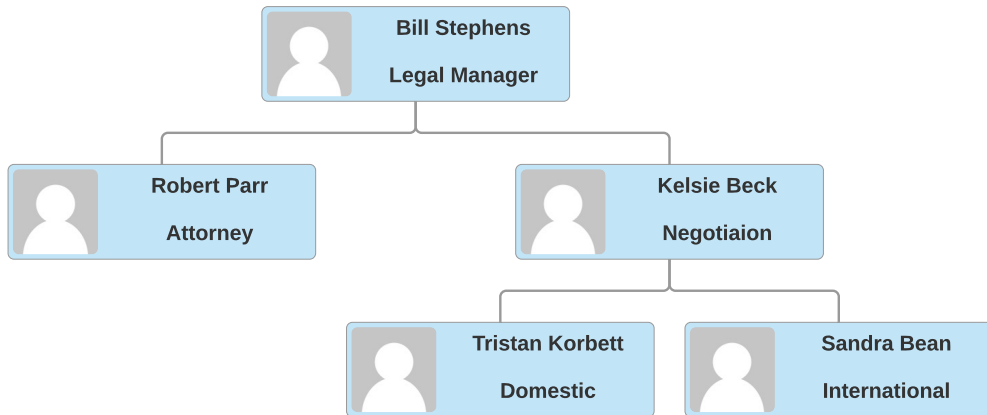 Bill Stephens
Legal Manager
Robert Parr
Attorney
Kelsie Beck
Negotiaion
Tristan Korbett
Domestic
Sandra Bean
International